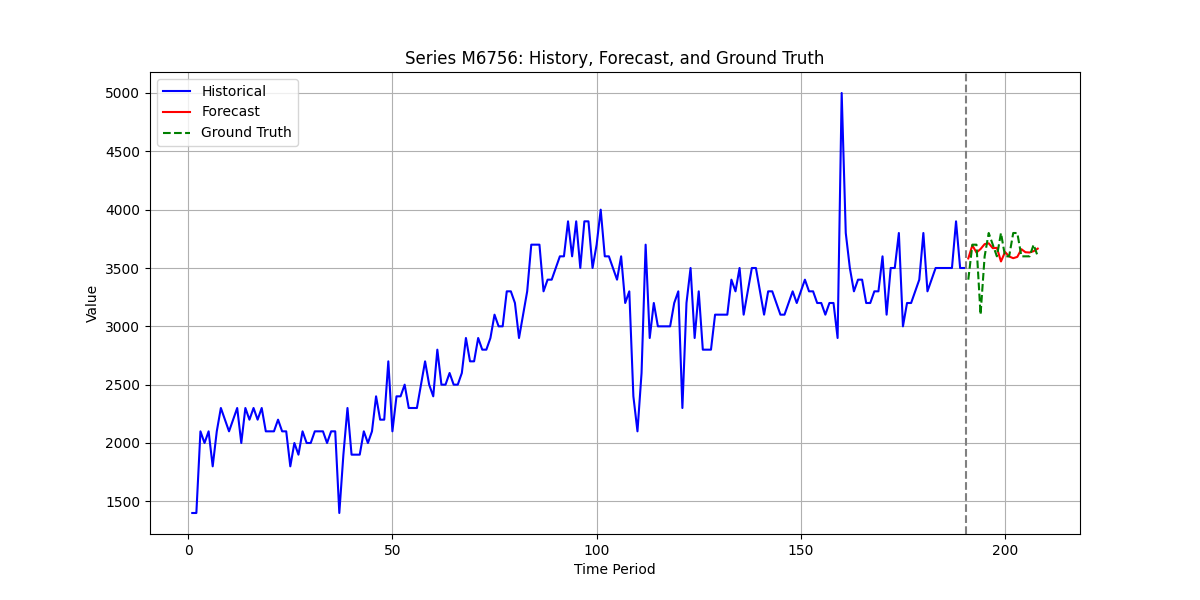 Series M6756: History, Forecast, and Ground Truth
Historical
Forecast
Ground Truth
5000
4500
4000
3500
3000
2500
2000
1500
Value
0
50
100
150
200
Time Period